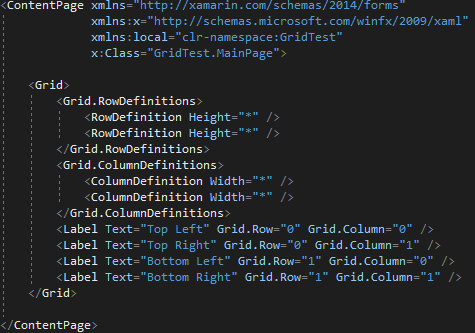 <ContentPage xmlns="http://xamarin.com/schemas/2014/forms"
             xmlns:x="http://schemas.microsoft.com/winfx/2009/xaml"
             xmlns:local="clr-namespace:GridTest"
             x:Class="GridTest.MainPage">
    <Grid>
        <Grid.RowDefinitions>
            <RowDefinition Height="*" />
            <RowDefinition Height="*" />
        </Grid.RowDefinitions>
        <Grid.ColumnDefinitions>
            <ColumnDefinition Width="*" />
            <ColumnDefinition Width="*" />
        </Grid.ColumnDefinitions>
        <Label Text="Top Left" Grid.Row="0" Grid.Column="0" />
        <Label Text="Top Right" Grid.Row="0" Grid.Column="1" />
        <Label Text="Bottom Left" Grid.Row="1" Grid.Column="0" />
        <Label Text="Bottom Right" Grid.Row="1" Grid.Column="1" />
    </Grid>
</ContentPage>